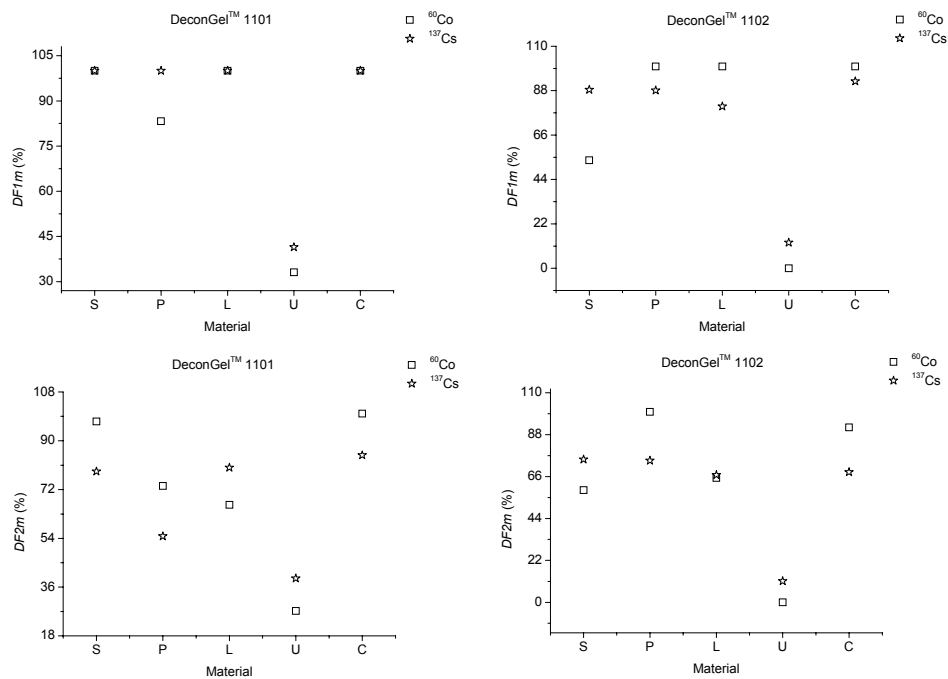 DeconGel™ 1101
⁶⁰Co
¹³⁷Cs
105
90
75
60
45
30
DF1m (%)
S P L U C
Material
DeconGel™ 1102
⁶⁰Co
¹³⁷Cs
110
88
66
44
22
0
DF1m (%)
S P L U C
Material
DeconGel™ 1101
⁶⁰Co
¹³⁷Cs
108
90
72
54
36
18
DF2m (%)
S P L U C
Material
DeconGel™ 1102
⁶⁰Co
¹³⁷Cs
110
88
66
44
22
0
DF2m (%)
S P L U C
Material